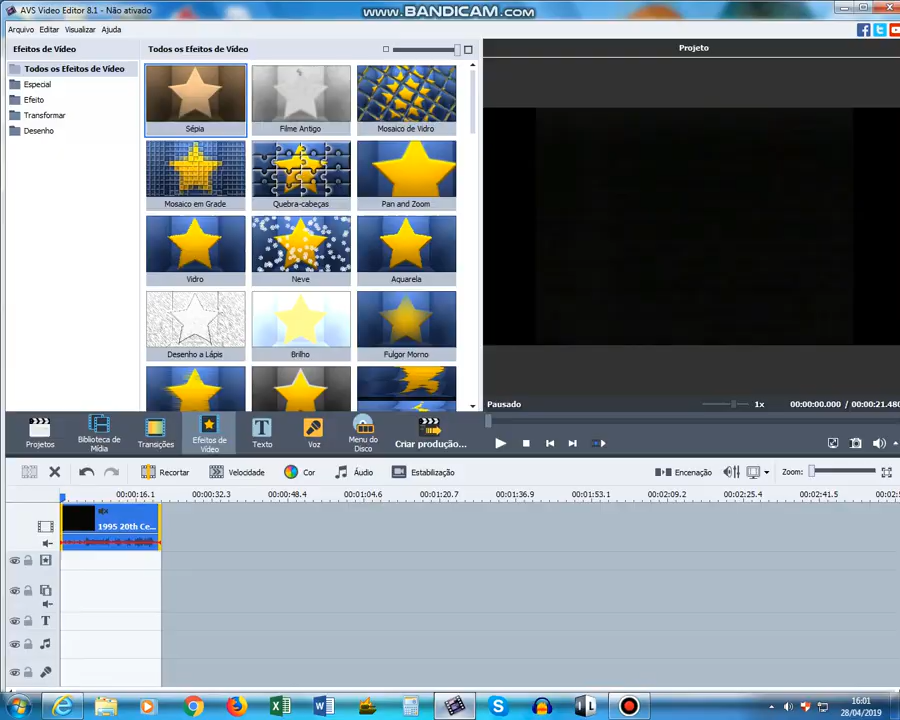 AVS Video Editor 8.1 - Não ativado
www.BANDICAM.com
Arquivo Editar Visualizar Ajuda
Efeitos de Vídeo
Todos os Efeitos de Vídeo
Projeto
Todos os Efeitos de Vídeo
Especial
Efeito
Transformar
Desenho
Sépia
Filme Antigo
Mosaico de Vidro
Mosaico em Grade
Quebra-cabeças
Pan and Zoom
Vidro
Neve
Aquarela
Desenho a Lápis
Brilho
Fulgor Morno
Pausado
1x
00:00:00.000 / 00:00:21.480
Projetos
Biblioteca de Mídia
Transições
Efeitos de Vídeo
Texto
Voz
Menu do Disco
Criar produção...
Recortar
Velocidade
Cor
Áudio
Estabilização
Encenação
Zoom:
00:00:16.1 00:00:32.3 00:00:48.4 00:01:04.6 00:01:20.7 00:01:36.9 00:01:53.1 00:02:09.2 00:02:25.4 00:02:41.5
1995 20th Ce...
T
16:01
28/04/2019